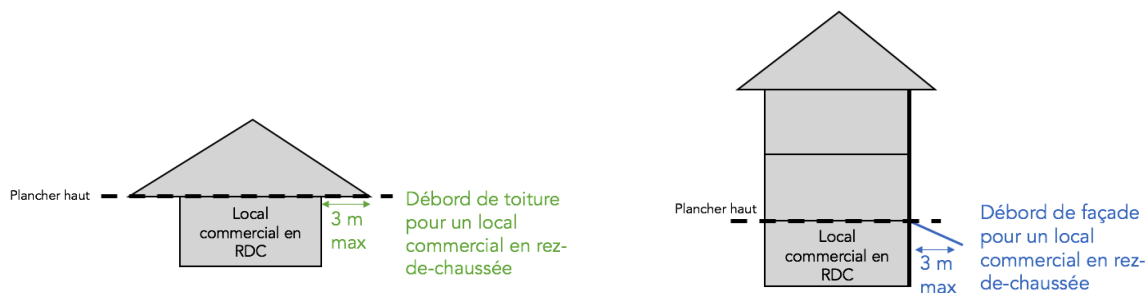 Plancher haut
Local
commercial en
RDC
3 m
max
Débord de toiture
pour un local
commercial en rez-
de-chaussée
Plancher haut
Local
commercial en
RDC
3 m
max
Débord de façade
pour un local
commercial en rez-
de-chaussée